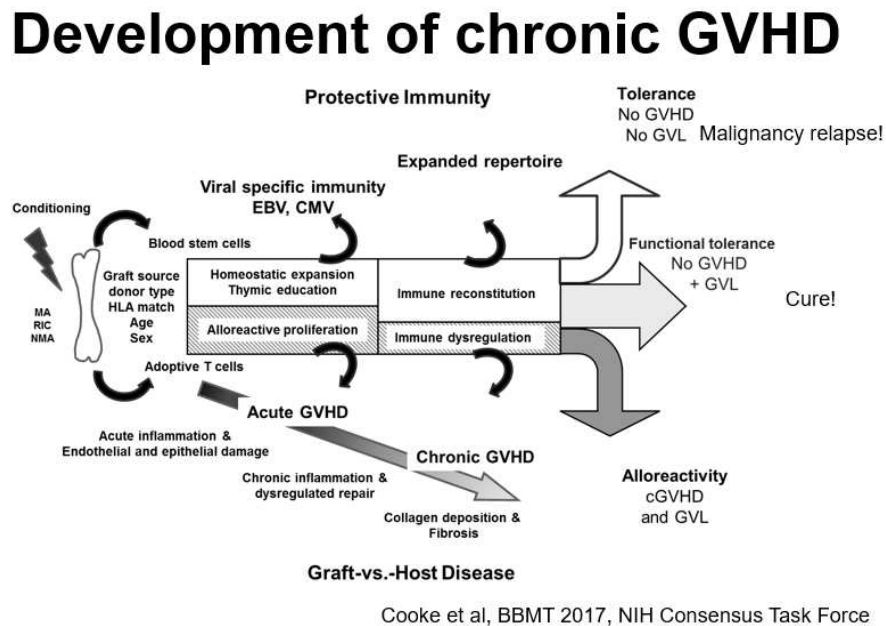 Development of chronic GVHD
Protective Immunity
Tolerance
No GVHD
No GVL
Malignancy relapse!
Expanded repertoire
Viral specific immunity
EBV, CMV
Conditioning
Blood stem cells
Functional tolerance
No GVHD
+ GVL
Cure!
Graft source
donor type
HLA match
Age
Sex
Homeostatic expansion
Thymic education
Immune reconstitution
MA
RIC
NMA
Alloreactive proliferation
Immune dysregulation
Adoptive T cells
Acute GVHD
Acute inflammation &
Endothelial and epithelial damage
Chronic GVHD
Chronic inflammation &
dysregulated repair
Alloreactivity
cGVHD
and GVL
Collagen deposition &
Fibrosis
Graft-vs.-Host Disease
Cooke et al, BBMT 2017, NIH Consensus Task Force